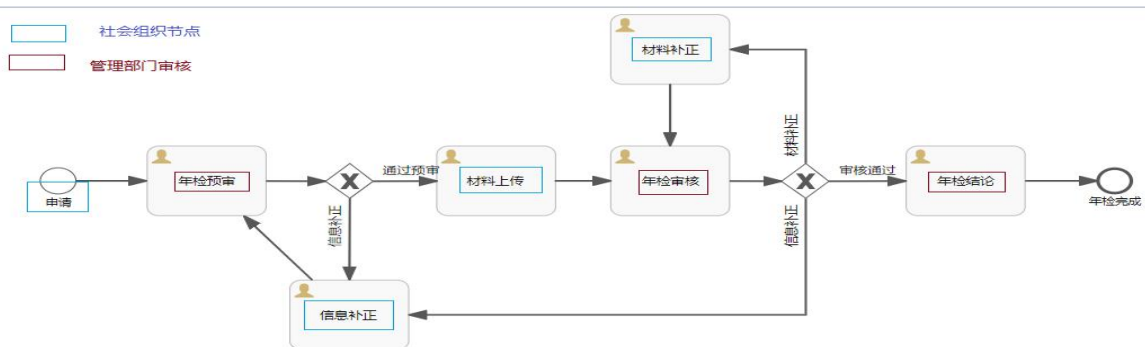 社会组织节点
管理部门审核
材料补正
材料补正
申请
年检预审
通过预审
材料上传
年检审核
审核通过
年检结论
年检完成
信息补正
信息补正
信息补正